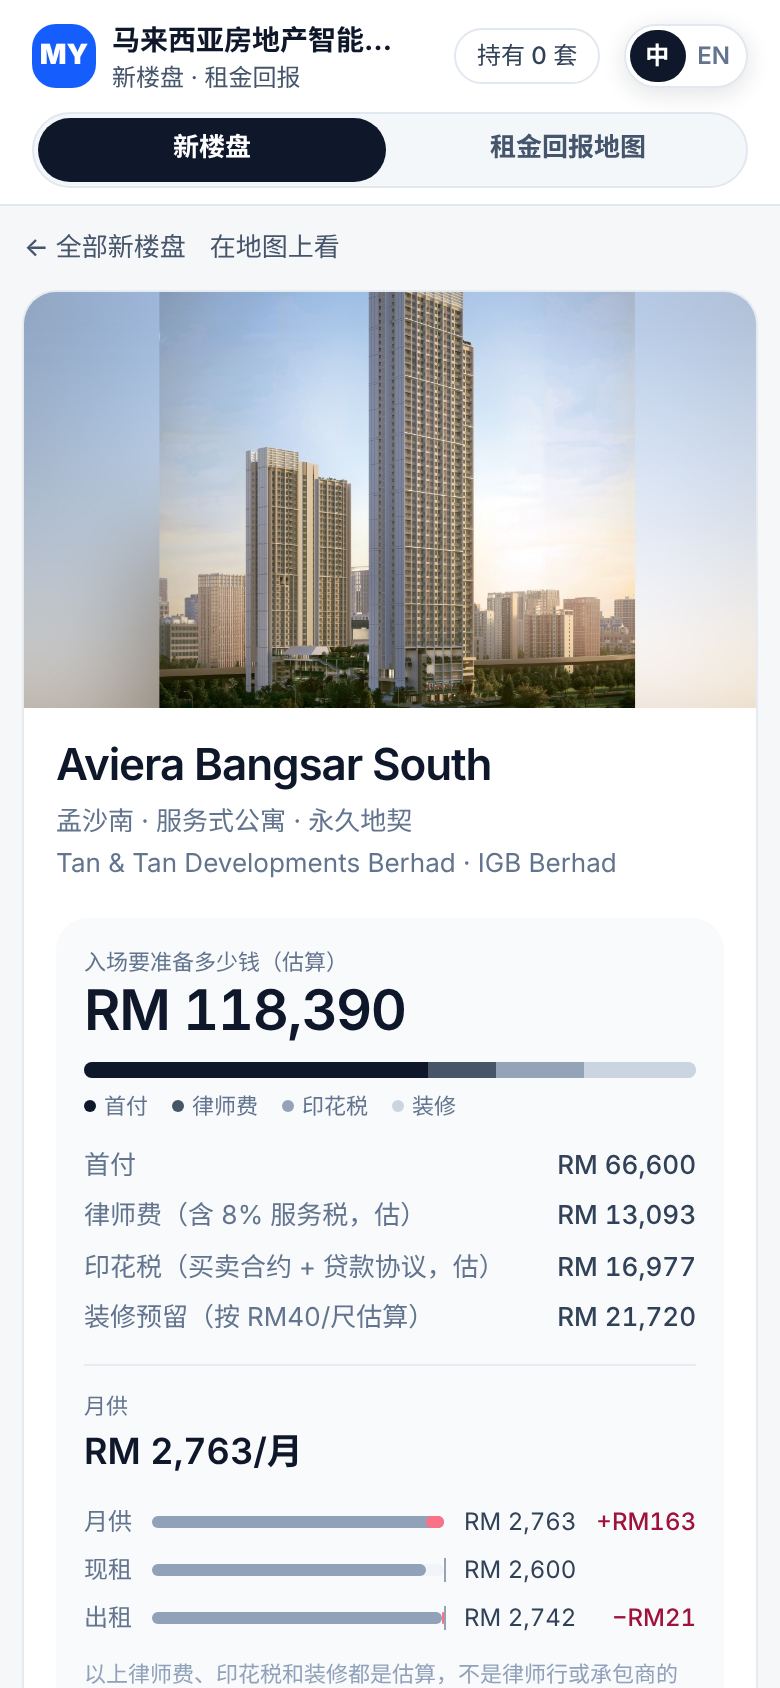 MY
马来西亚房地产智能...
新楼盘 · 租金回报
持有 0 套
中 EN
新楼盘 租金回报地图
← 全部新楼盘 在地图上看
Aviera Bangsar South
孟沙南 · 服务式公寓 · 永久地契
Tan & Tan Developments Berhad · IGB Berhad
入场要准备多少钱（估算）
RM 118,390
首付 律师费 印花税 装修
首付 RM 66,600
律师费（含 8% 服务税，估） RM 13,093
印花税（买卖合约 + 贷款协议，估） RM 16,977
装修预留（按 RM40/尺估算） RM 21,720
月供
RM 2,763/月
月供 RM 2,763 +RM163
现租 RM 2,600
出租 RM 2,742 −RM21
以上律师费、印花税和装修都是估算，不是律师行或承包商的